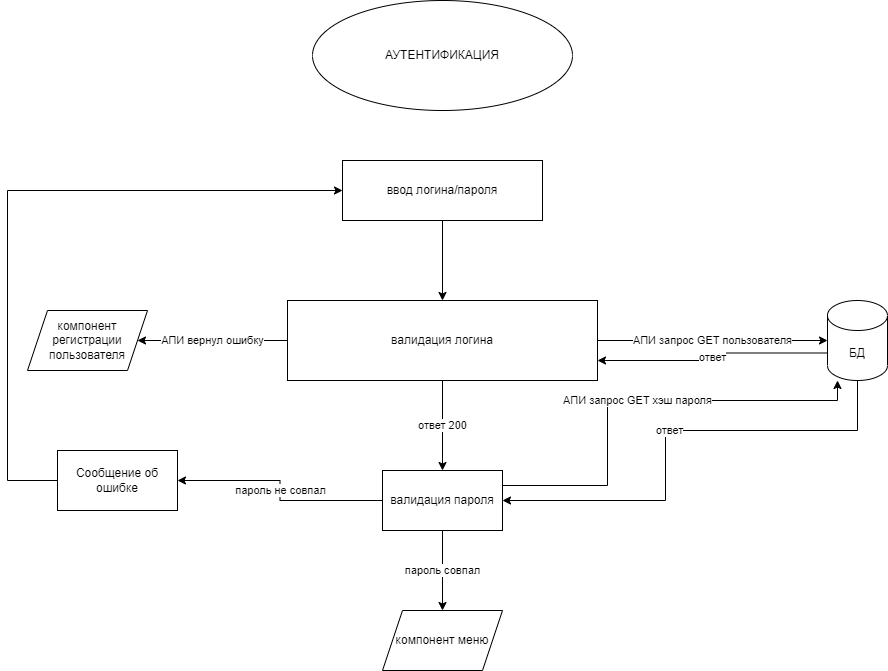 АУТЕНТИФИКАЦИЯ
ввод логина/пароля
компонент
регистрации
пользователя
АПИ вернул ошибку
валидация логина
АПИ запрос GET пользователя
ответ
БД
АПИ запрос GET хэш пароля
ответ 200
ответ
Сообщение об
ошибке
пароль не совпал
валидация пароля
пароль совпал
компонент меню